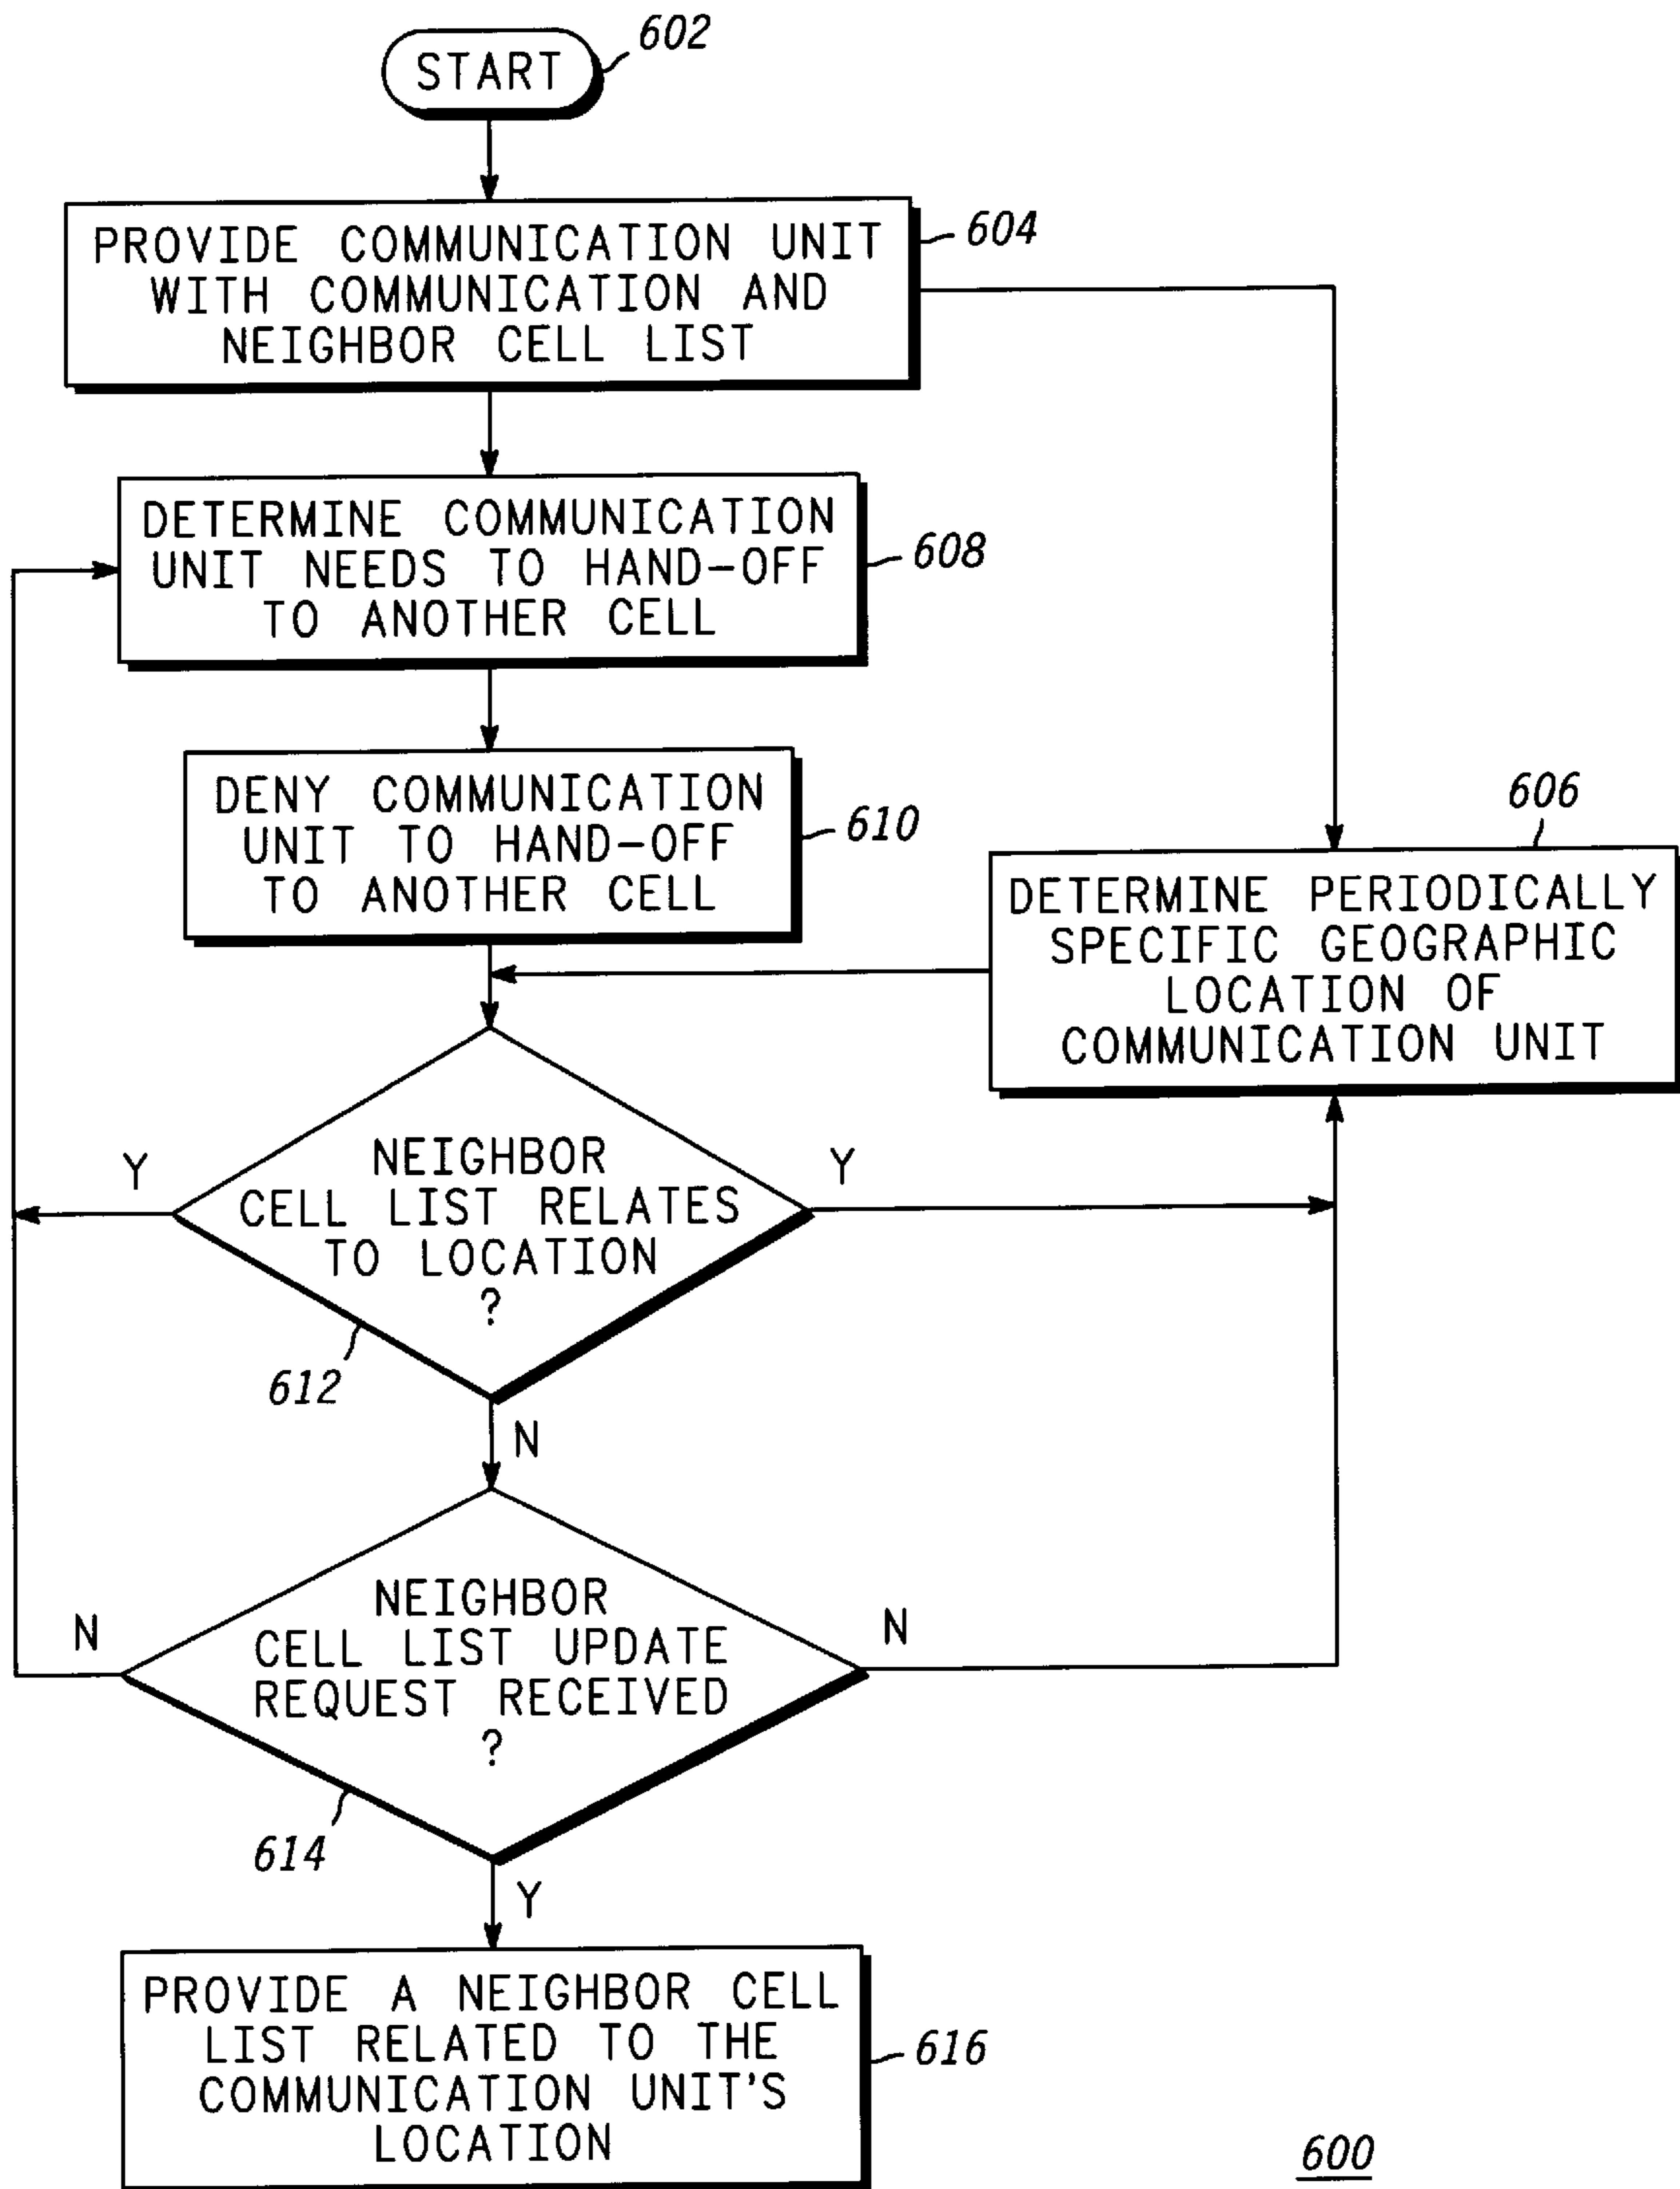 START
602
PROVIDE COMMUNICATION UNIT
WITH COMMUNICATION AND
NEIGHBOR CELL LIST
604
DETERMINE COMMUNICATION
UNIT NEEDS TO HAND-OFF
TO ANOTHER CELL
608
DENY COMMUNICATION
UNIT TO HAND-OFF
TO ANOTHER CELL
610
606
DETERMINE PERIODICALLY
SPECIFIC GEOGRAPHIC
LOCATION OF
COMMUNICATION UNIT
Y
NEIGHBOR
CELL LIST RELATES
TO LOCATION
?
Y
612
N
N
NEIGHBOR
CELL LIST UPDATE
REQUEST RECEIVED
?
N
614
Y
PROVIDE A NEIGHBOR CELL
LIST RELATED TO THE
COMMUNICATION UNIT'S
LOCATION
616
600